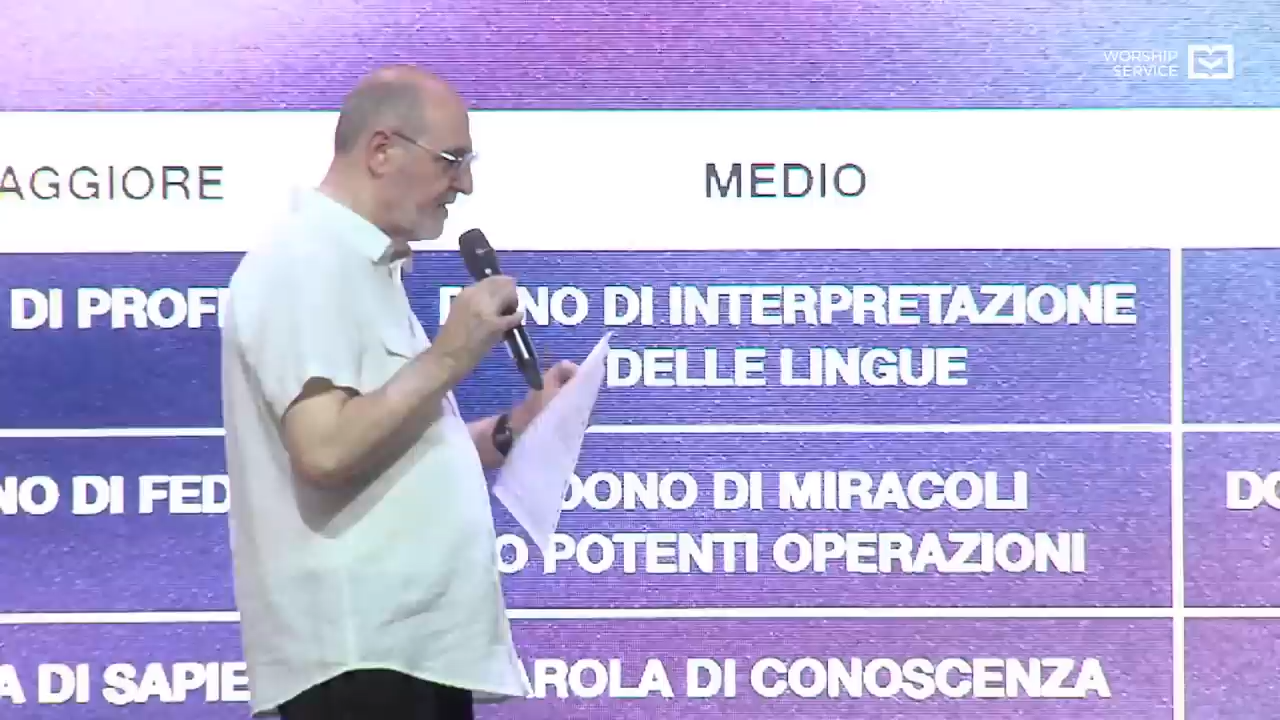 WORSHIP
SERVICE
AGGIORE
MEDIO
DI PROF
DI INTERPRETAZIONE
DELLE LINGUE
NO DI FED
DONO DI MIRACOLI
O POTENTI OPERAZIONI
DO
A DI SAPIE
AROLA DI CONOSCENZA